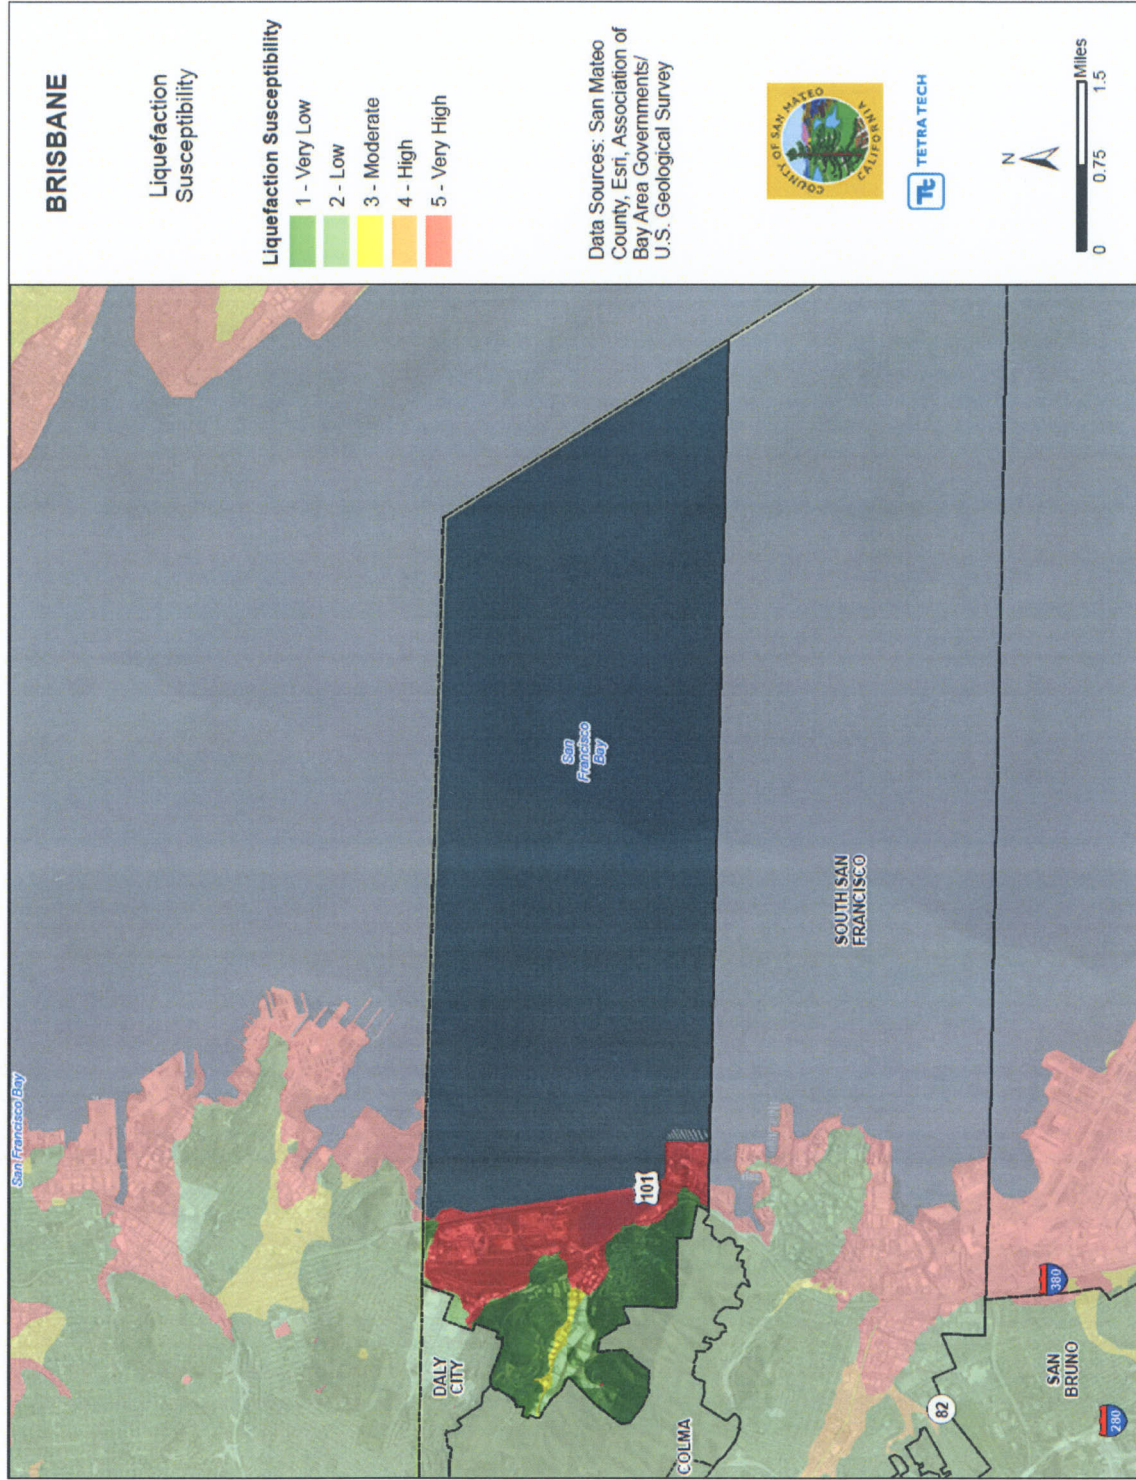 BRISBANE
Liquefaction
Susceptibility
Liquefaction Susceptibility
1 - Very Low
2 - Low
3 - Moderate
4 - High
5 - Very High
Data Sources: San Mateo
County, Esri, Association of
Bay Area Governments/
U.S. Geological Survey
COUNTY OF SAN MATEO
CALIFORNIA
Tt TETRA TECH
N
Miles
0 0.75 1.5
San Francisco Bay
San
Francisco
Bay
101
DALY
CITY
SOUTH SAN
FRANCISCO
COLMA
82
380
SAN
BRUNO
280